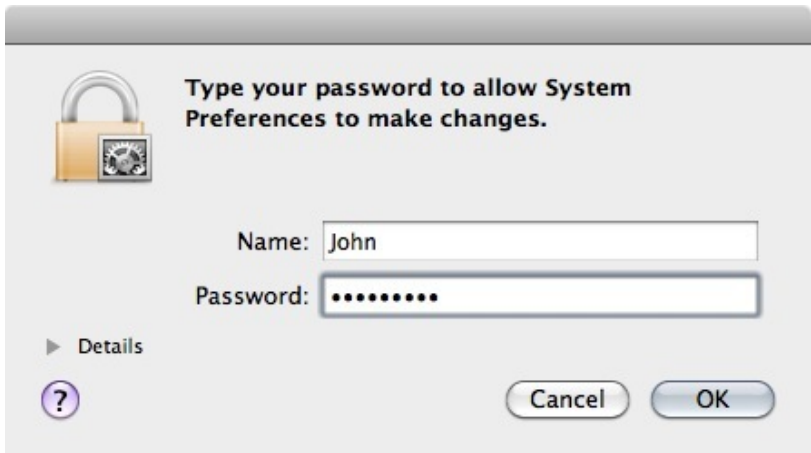 Type your password to allow System
Preferences to make changes.
Name: John
Password: •••••••••
Details
?
Cancel OK